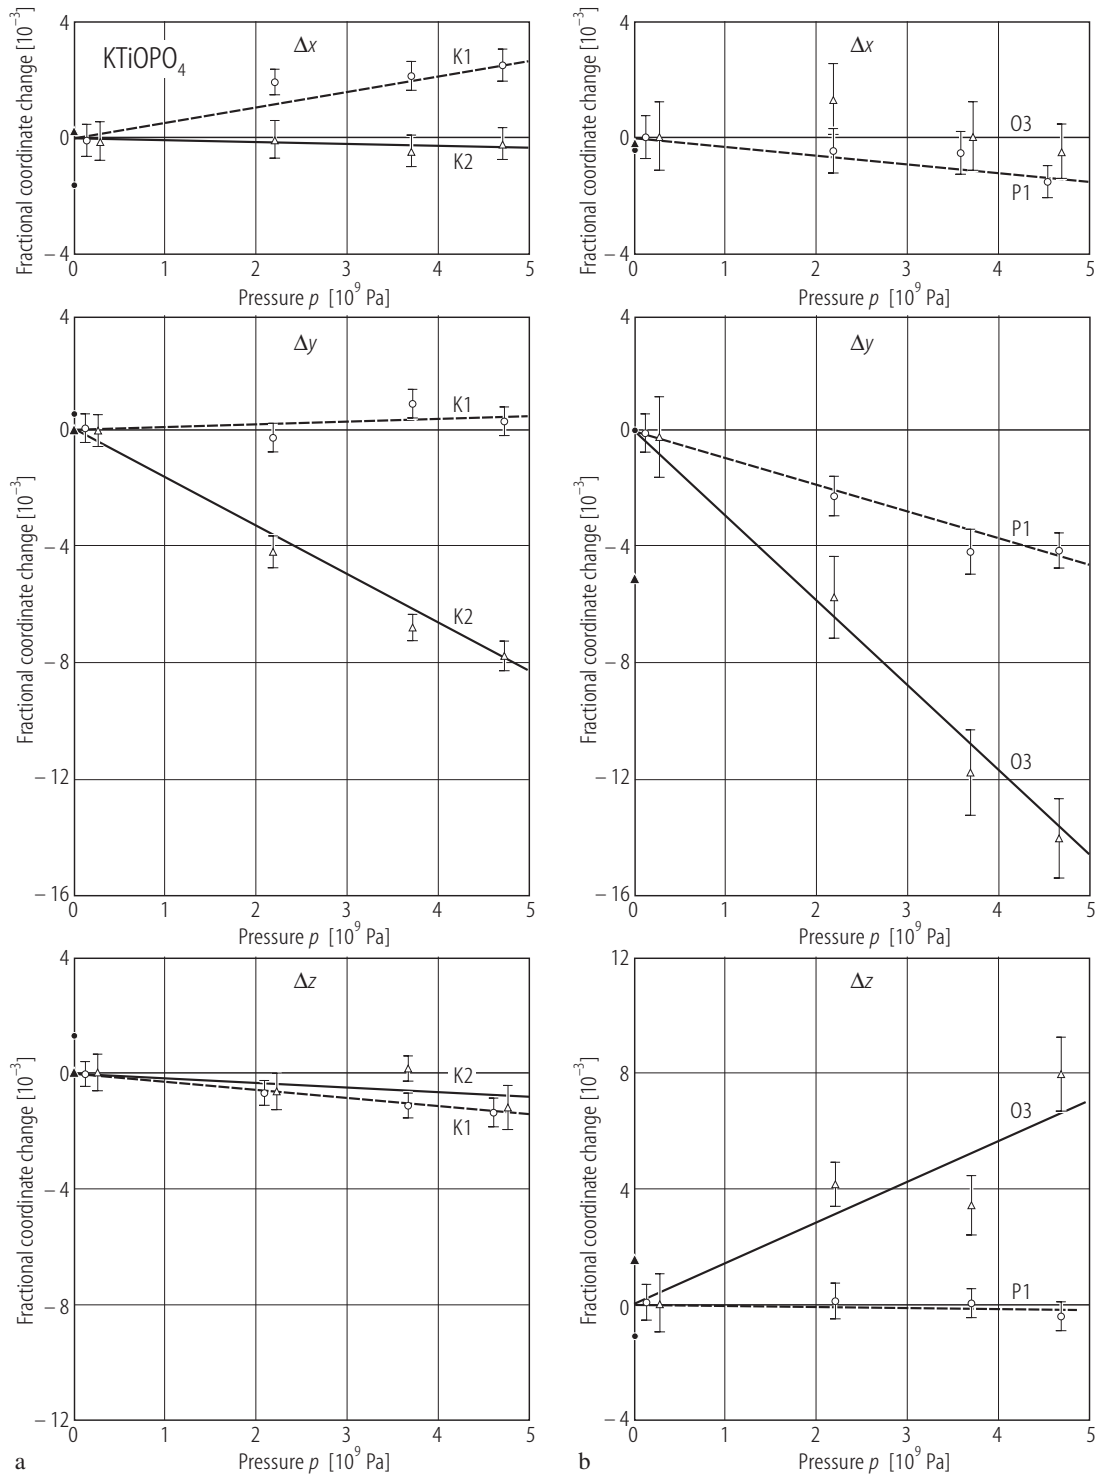 KTiOPO4
Δx
K1
K2
4
0
– 4
0
1
2
3
4
5
Fractional coordinate change [10–3]
Pressure p [10⁹ Pa]
Δx
O3
P1
4
0
– 4
0
1
2
3
4
5
Fractional coordinate change [10–3]
Pressure p [10⁹ Pa]
Δy
K1
K2
4
0
– 4
– 8
– 12
– 16
0
1
2
3
4
5
Fractional coordinate change [10–3]
Pressure p [10⁹ Pa]
Δy
P1
O3
4
0
– 4
– 8
– 12
– 16
0
1
2
3
4
5
Fractional coordinate change [10–3]
Pressure p [10⁹ Pa]
Δz
K2
K1
4
0
– 4
– 8
– 12
0
1
2
3
4
5
Fractional coordinate change [10–3]
Pressure p [10⁹ Pa]
a
Δz
O3
P1
12
8
4
0
– 4
0
1
2
3
4
5
Fractional coordinate change [10–3]
Pressure p [10⁹ Pa]
b